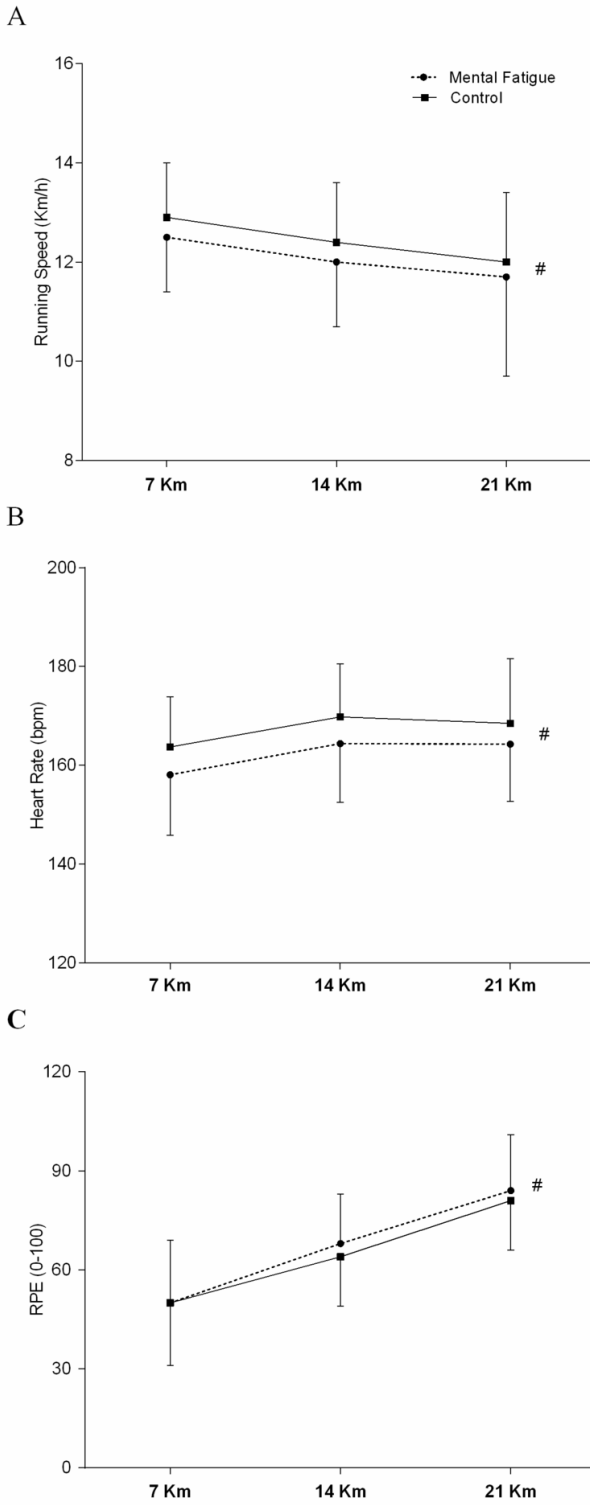 A
16
14
12
10
8
Running Speed (Km/h)
Mental Fatigue
Control
#
7 Km 14 Km 21 Km
B
200
180
160
140
120
Heart Rate (bpm)
#
7 Km 14 Km 21 Km
C
120
90
60
30
0
RPE (0-100)
#
7 Km 14 Km 21 Km